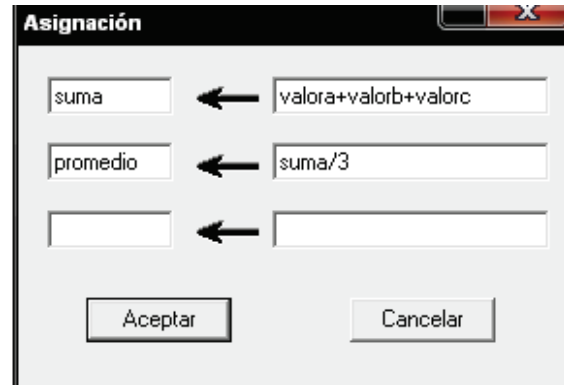 Asignación
suma valora+valorb+valorc
promedio suma/3
Aceptar Cancelar